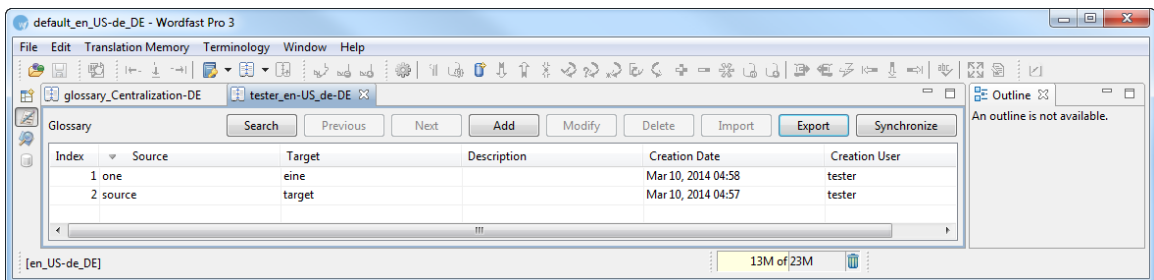 default_en_US-de_DE - Wordfast Pro 3
File Edit Translation Memory Terminology Window Help
glossary_Centralization-DE tester_en-US_de-DE Outline
Glossary Search Previous Next Add Modify Delete Import Export Synchronize An outline is not available.
Index Source Target Description Creation Date Creation User
1 one eine Mar 10, 2014 04:58 tester
2 source target Mar 10, 2014 04:57 tester
[en_US-de_DE] 13M of 23M